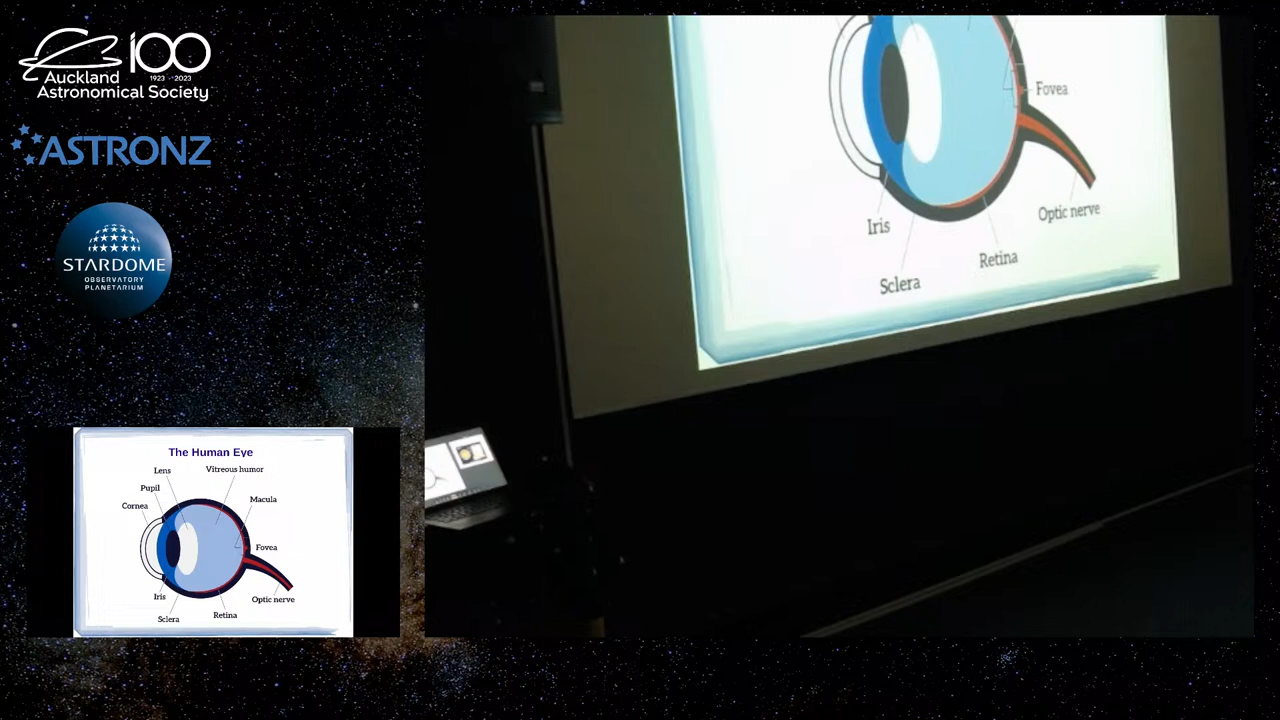 100
1923 - 2023
Auckland
Astronomical Society
ASTRONZ
STARDOME
OBSERVATORY
PLANETARIUM
Fovea
Optic nerve
Iris
Retina
Sclera
The Human Eye
Lens
Vitreous humor
Pupil
Macula
Cornea
Fovea
Iris
Optic nerve
Retina
Sclera